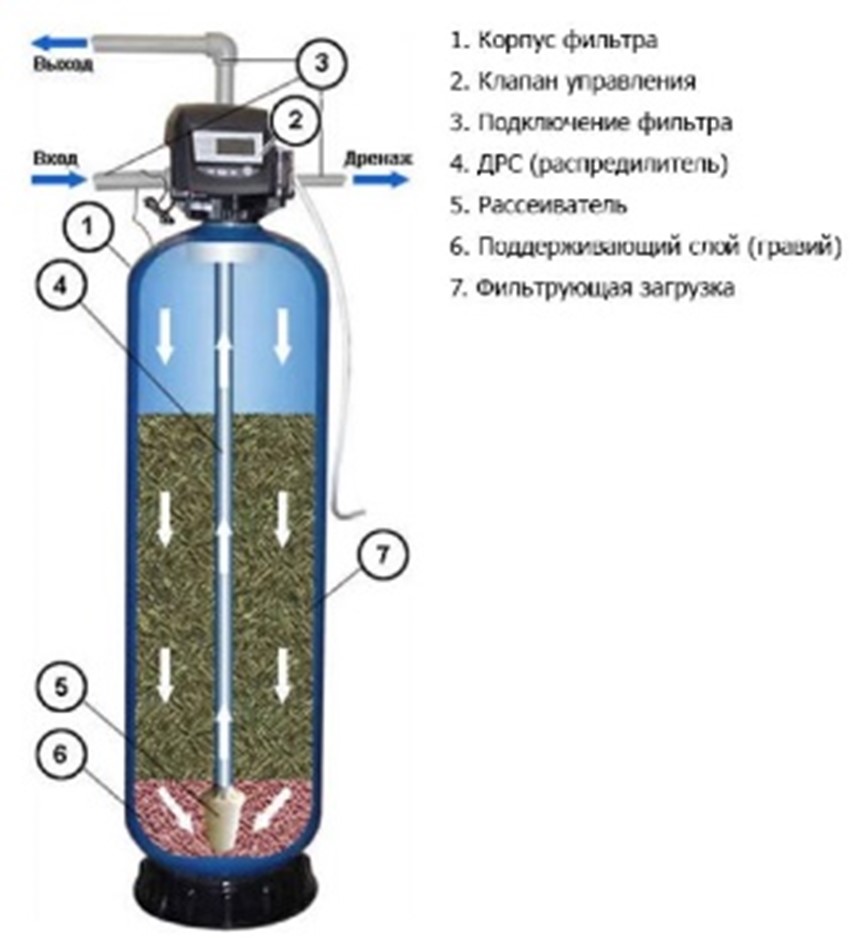 Выход
3
2
Вход
Дренаж
1
4
7
5
6
1. Корпус фильтра
2. Клапан управления
3. Подключение фильтра
4. ДРС (распредилитель)
5. Рассеиватель
6. Поддерживающий слой (гравий)
7. Фильтрующая загрузка